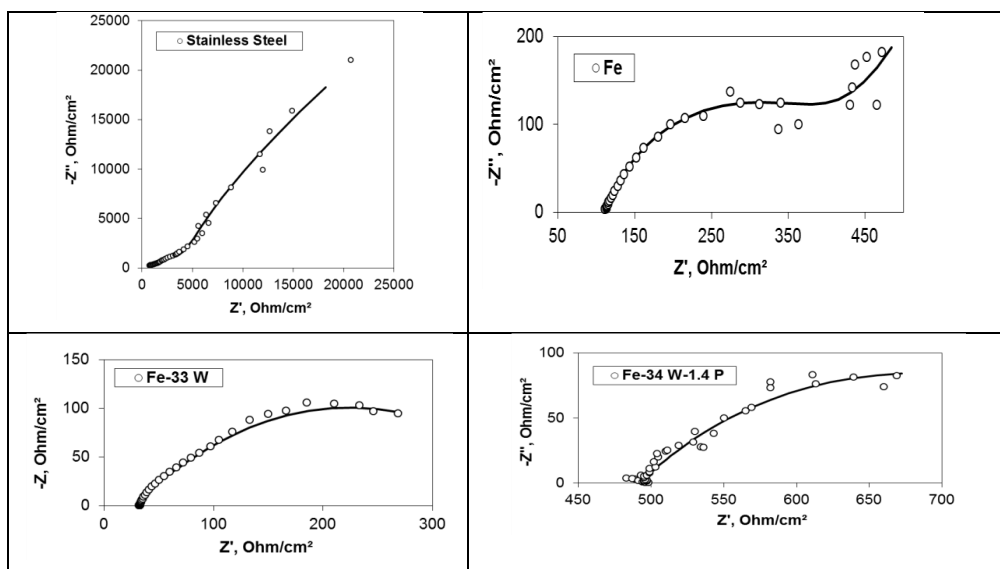 Stainless Steel
25000
20000
15000
10000
5000
0
-Z", Ohm/cm²
0 5000 10000 15000 20000 25000
Z', Ohm/cm²
Fe
200
100
0
-Z'', Ohm/cm²
50 150 250 350 450
Z', Ohm/cm²
Fe-33 W
150
100
50
0
-Z, Ohm/cm²
0 100 200 300
Z', Ohm/cm²
Fe-34 W-1.4 P
100
50
0
-Z", Ohm/cm²
450 500 550 600 650 700
Z', Ohm/cm²